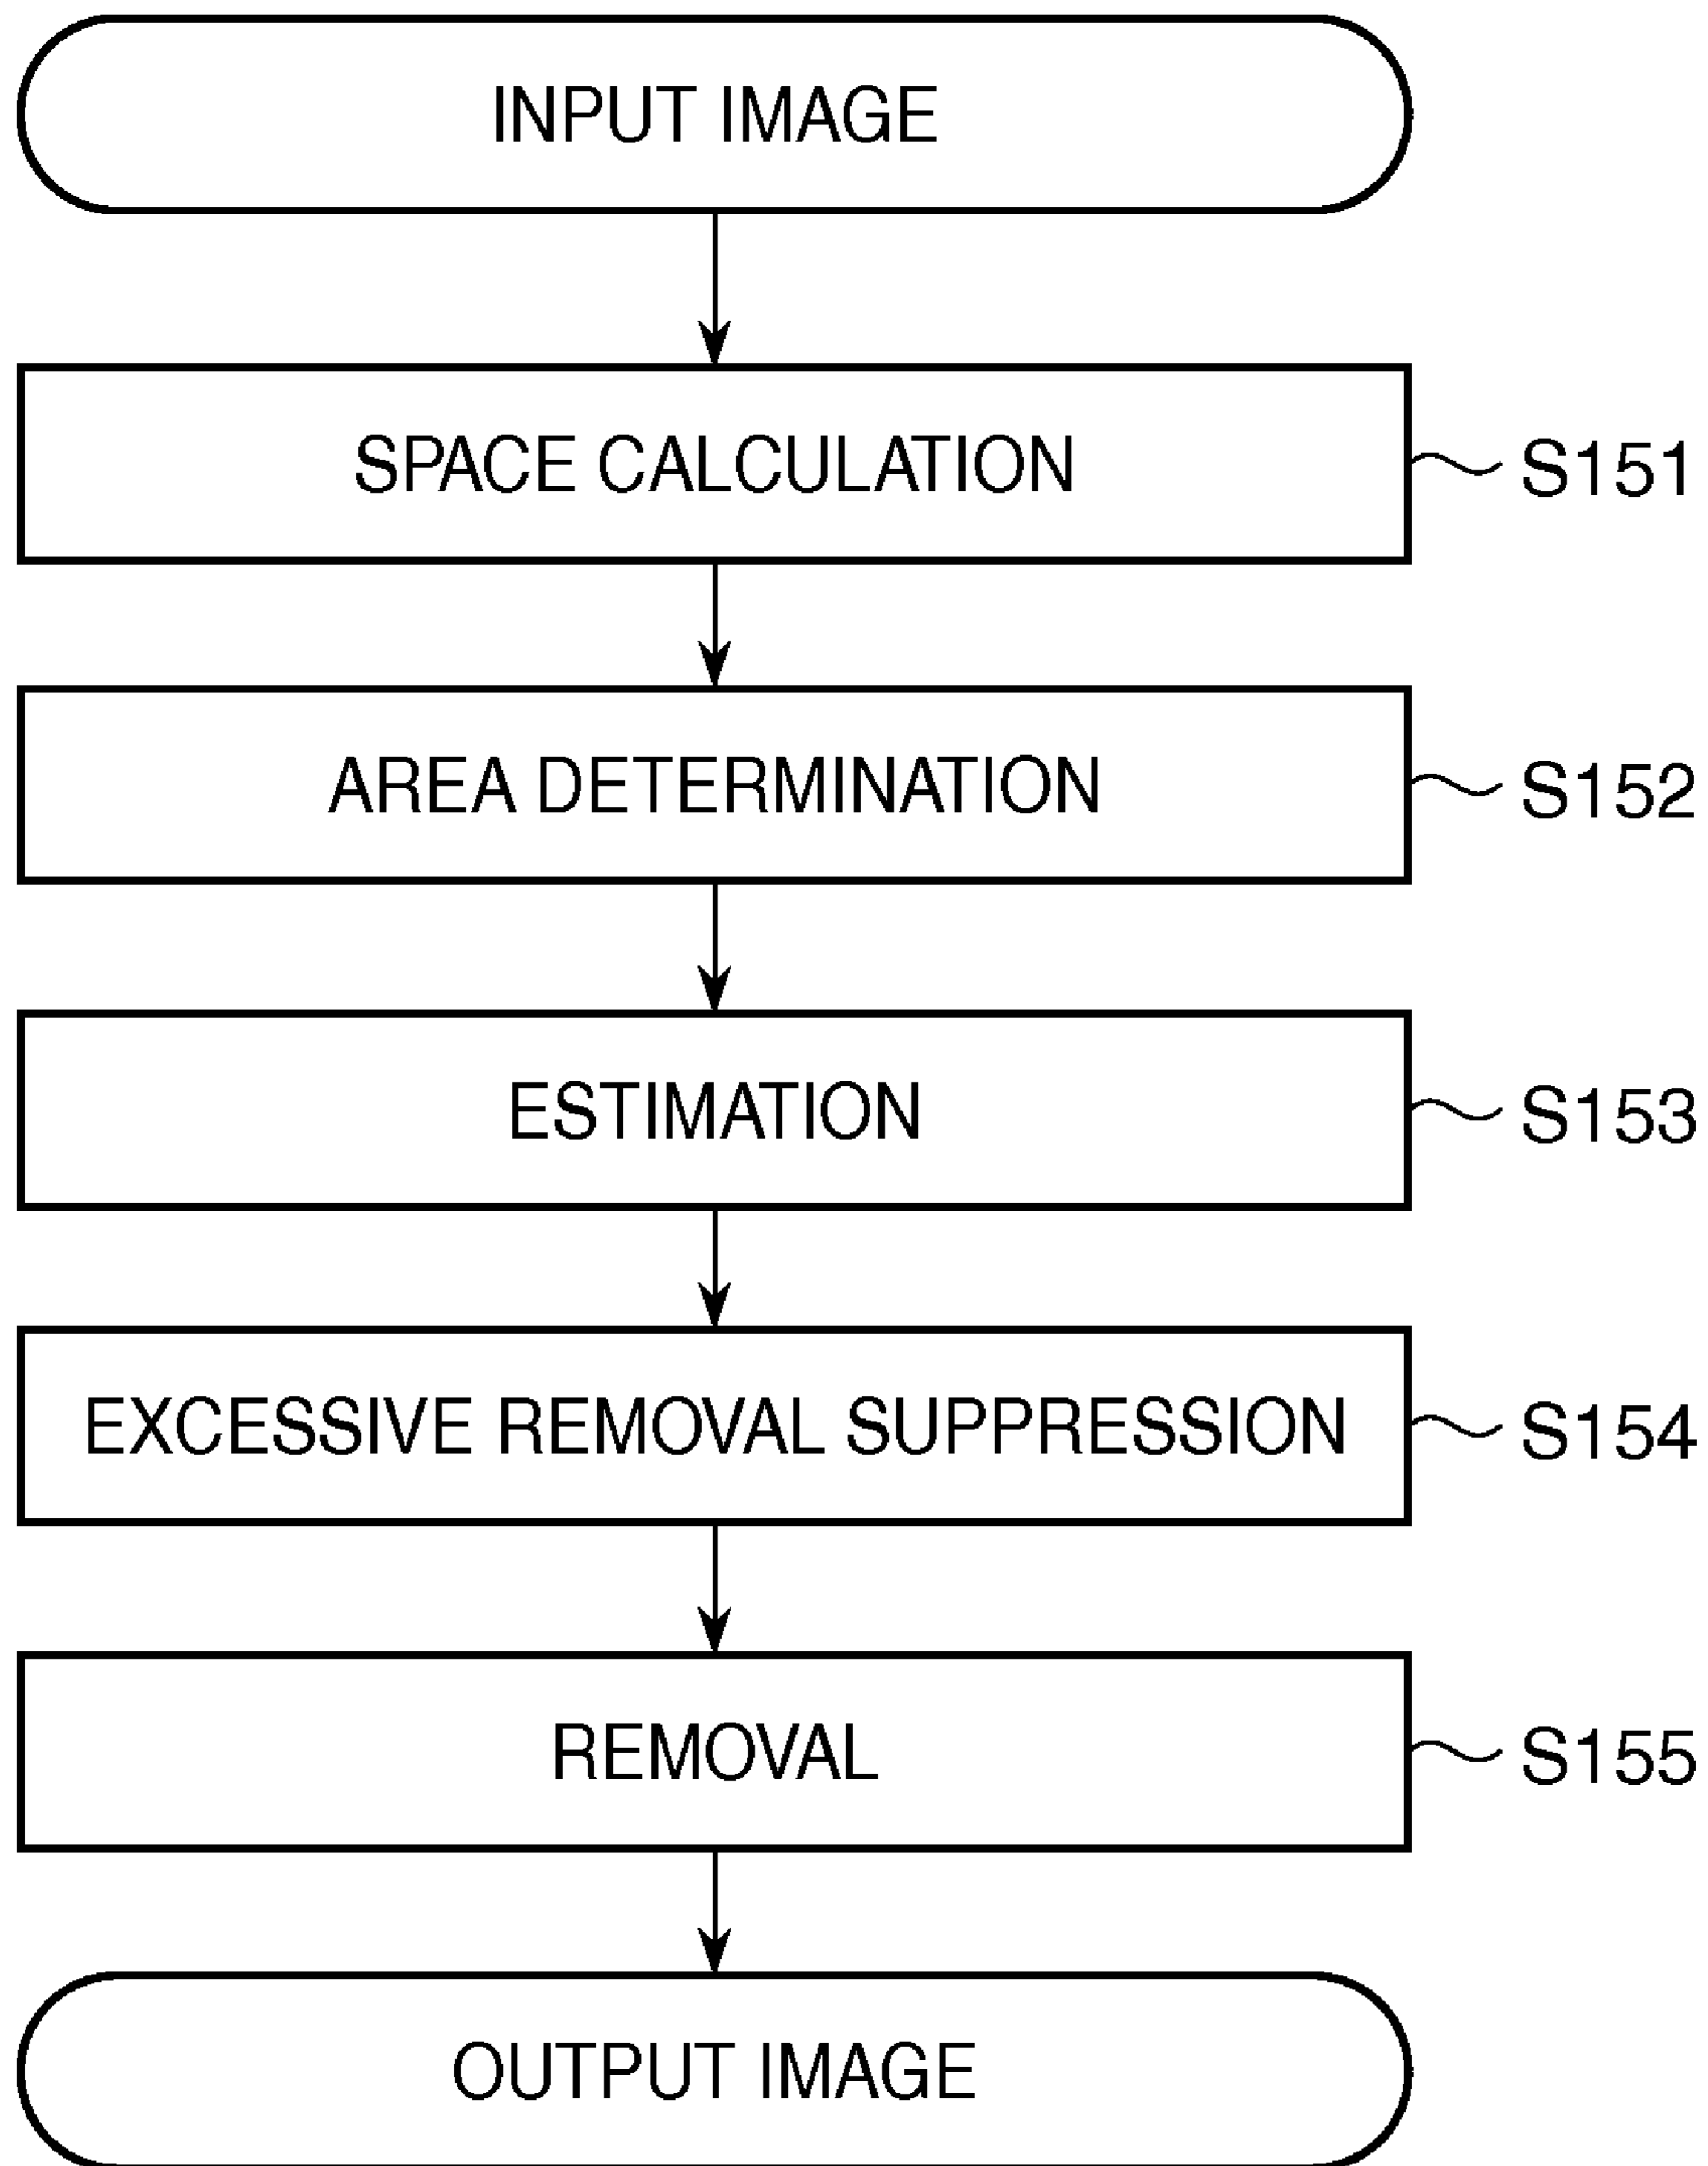 INPUT IMAGE
SPACE CALCULATION
S151
AREA DETERMINATION
S152
ESTIMATION
S153
EXCESSIVE REMOVAL SUPPRESSION
S154
REMOVAL
S155
OUTPUT IMAGE